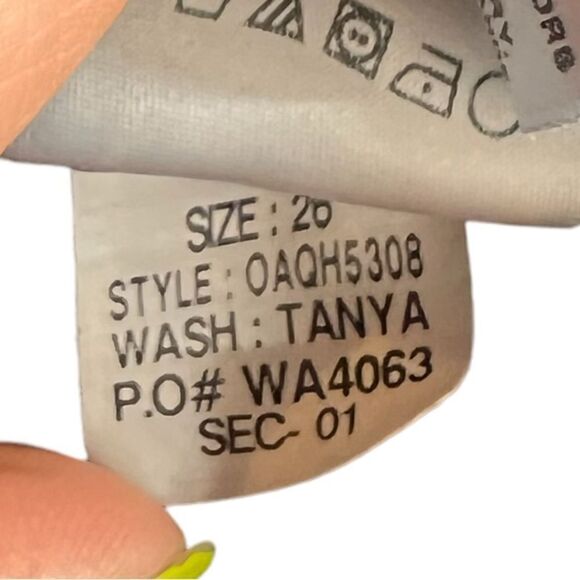 SIZE : 26
STYLE : OAQH5308
WASH : TANYA
P.O# WA4063
SEC- 01